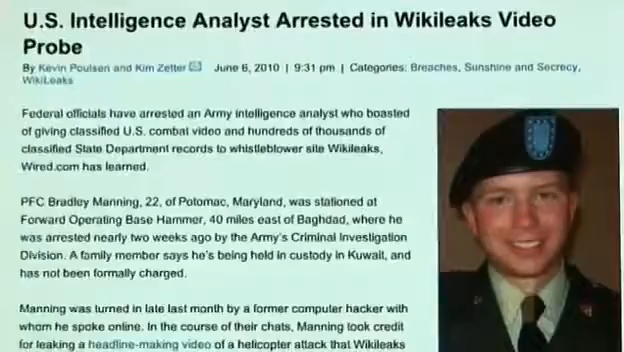 U.S. Intelligence Analyst Arrested in Wikileaks Video
Probe
By Kevin Poulsen and Kim Zetter June 6, 2010 | 9:31 pm | Categories: Breaches, Sunshine and Secrecy,
WikiLeaks
Federal officials have arrested an Army intelligence analyst who boasted
of giving classified U.S. combat video and hundreds of thousands of
classified State Department records to whistleblower site Wikileaks,
Wired.com has learned.
PFC Bradley Manning, 22, of Potomac, Maryland, was stationed at
Forward Operating Base Hammer, 40 miles east of Baghdad, where he
was arrested nearly two weeks ago by the Army's Criminal Investigation
Division. A family member says he's being held in custody in Kuwait, and
has not been formally charged.
Manning was turned in late last month by a former computer hacker with
whom he spoke online. In the course of their chats, Manning took credit
for leaking a headline-making video of a helicopter attack that Wikileaks